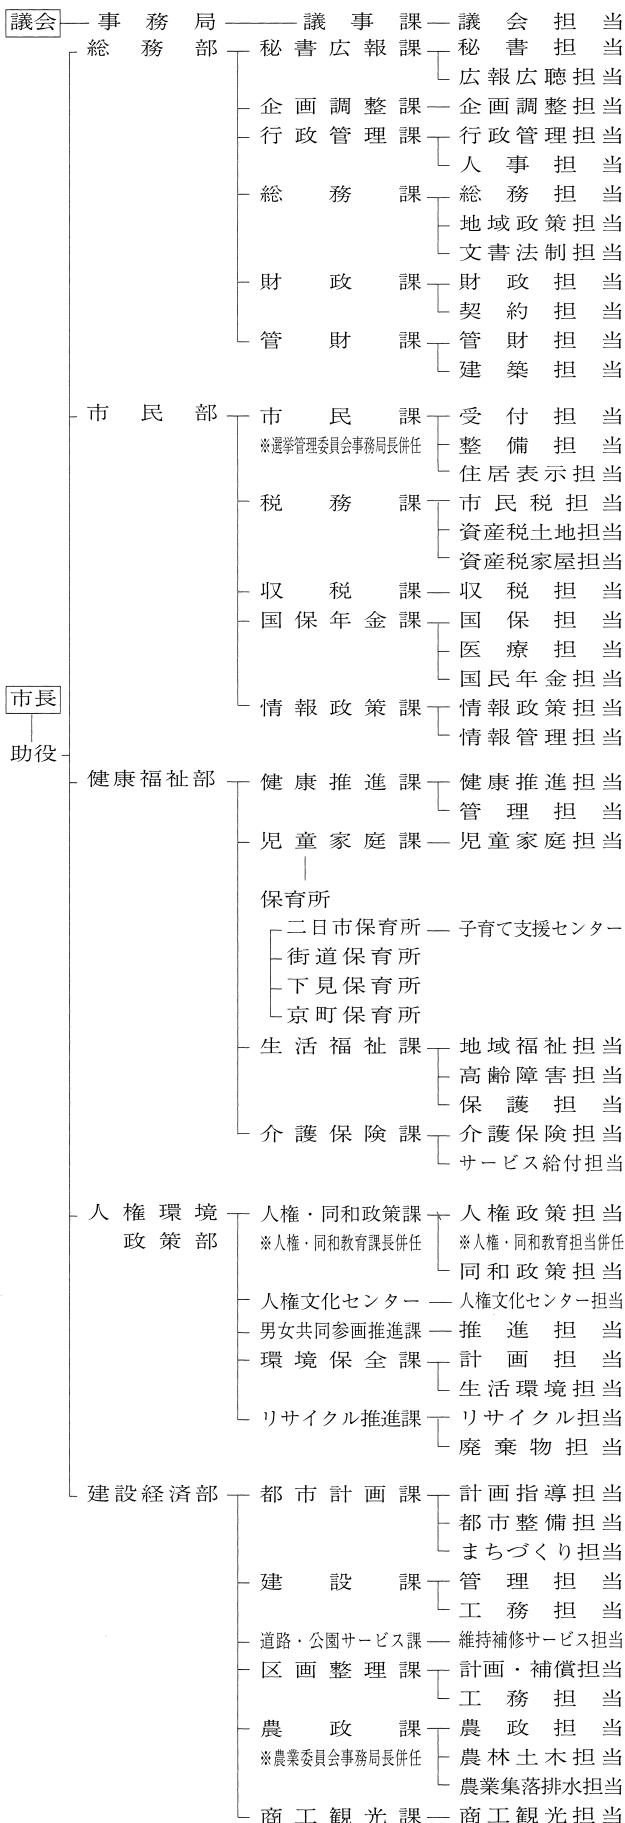 議会 事務局 議事課 議会担当
総務部 秘書広報課 秘書担当
広報広聴担当
企画調整課 企画調整担当
行政管理課 行政管理担当
人事担当
総務課 総務担当
地域政策担当
文書法制担当
財政課 財政担当
契約担当
管財課 管財担当
建築担当
市民部 市民課 受付担当
※選挙管理委員会事務局長併任 整備担当
住居表示担当
税務課 市民税担当
資産税土地担当
資産税家屋担当
収税課 収税担当
国保年金課 国保担当
医療担当
国民年金担当
市長
情報政策課 情報政策担当
情報管理担当
助役
健康福祉部 健康推進課 健康推進担当
管理担当
児童家庭課 児童家庭担当
保育所
二日市保育所 子育て支援センター
街道保育所
下見保育所
京町保育所
生活福祉課 地域福祉担当
高齢障害担当
保護担当
介護保険課 介護保険担当
サービス給付担当
人権環境 人権・同和政策課 人権政策担当
政策部 ※人権・同和教育課長併任 ※人権・同和教育担当併任
同和政策担当
人権文化センター 人権文化センター担当
男女共同参画推進課 推進担当
環境保全課 計画担当
生活環境担当
リサイクル推進課 リサイクル担当
廃棄物担当
建設経済部 都市計画課 計画指導担当
都市整備担当
まちづくり担当
建設課 管理担当
工務担当
道路・公園サービス課 維持補修サービス担当
区画整理課 計画・補償担当
工務担当
農政課 農政担当
※農業委員会事務局長併任 農林土木担当
農業集落排水担当
商工観光課 商工観光担当